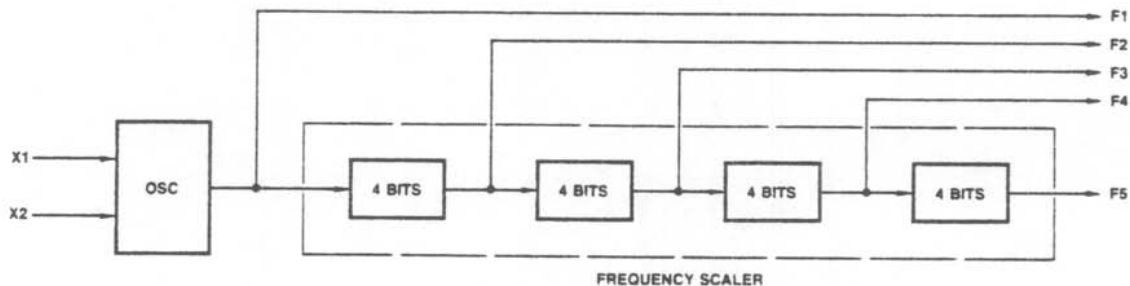 F1
F2
F3
F4
X1
OSC
4 BITS
4 BITS
4 BITS
4 BITS
F5
X2
FREQUENCY SCALER